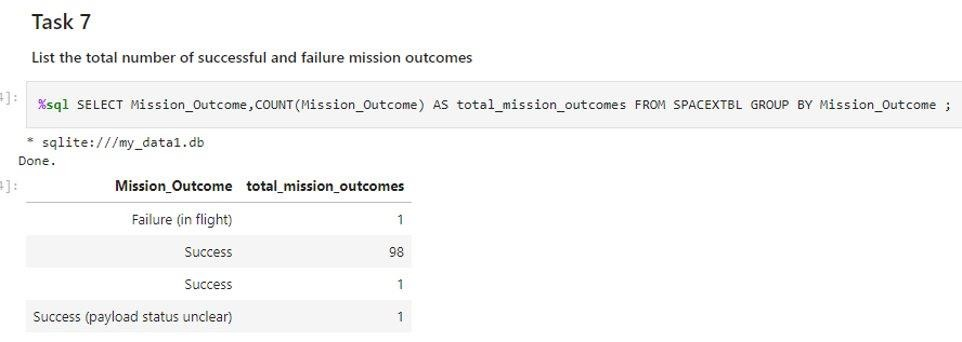 Task 7
List the total number of successful and failure mission outcomes
4]: %sql SELECT Mission_Outcome,COUNT(Mission_Outcome) AS total_mission_outcomes FROM SPACEXTBL GROUP BY Mission_Outcome ;
* sqlite:///my_data1.db
Done.
4]: Mission_Outcome total_mission_outcomes
Failure (in flight) 1
Success 98
Success 1
Success (payload status unclear) 1